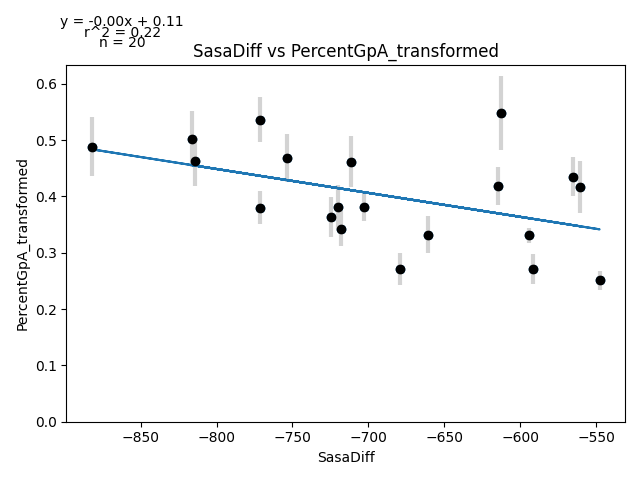 y = -0.00x + 0.11
r^2 = 0.22
n = 20
SasaDiff vs PercentGpA_transformed
PercentGpA_transformed
0.6
0.5
0.4
0.3
0.2
0.1
0.0
−850 −800 −750 −700 −650 −600 −550
SasaDiff